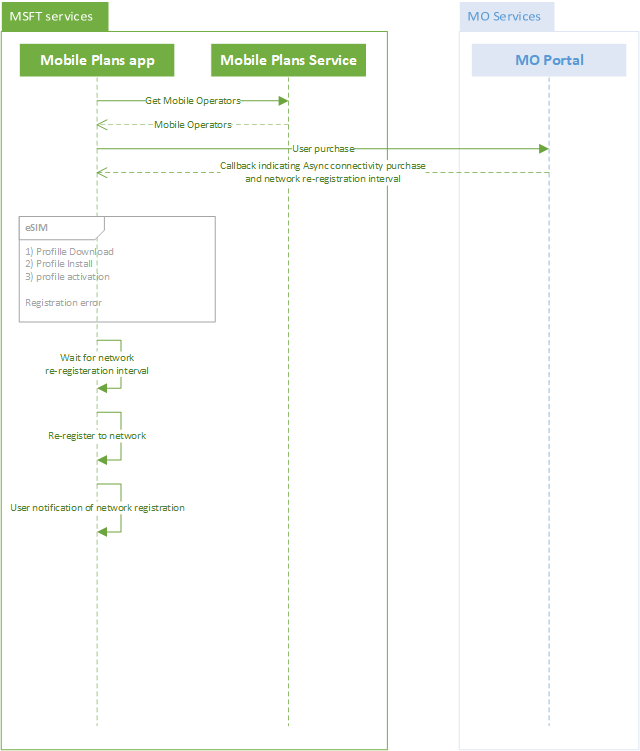 MSFT services
MO Services
Mobile Plans app
Mobile Plans Service
MO Portal
Get Mobile Operators
Mobile Operators
User purchase
Callback indicating Async connectivity purchase
and network re-registration interval
eSIM
1) Profille Download
2) Profile Install
3) profile activation
Registration error
Wait for network
re-registeration interval
Re-register to network
User notification of network registration